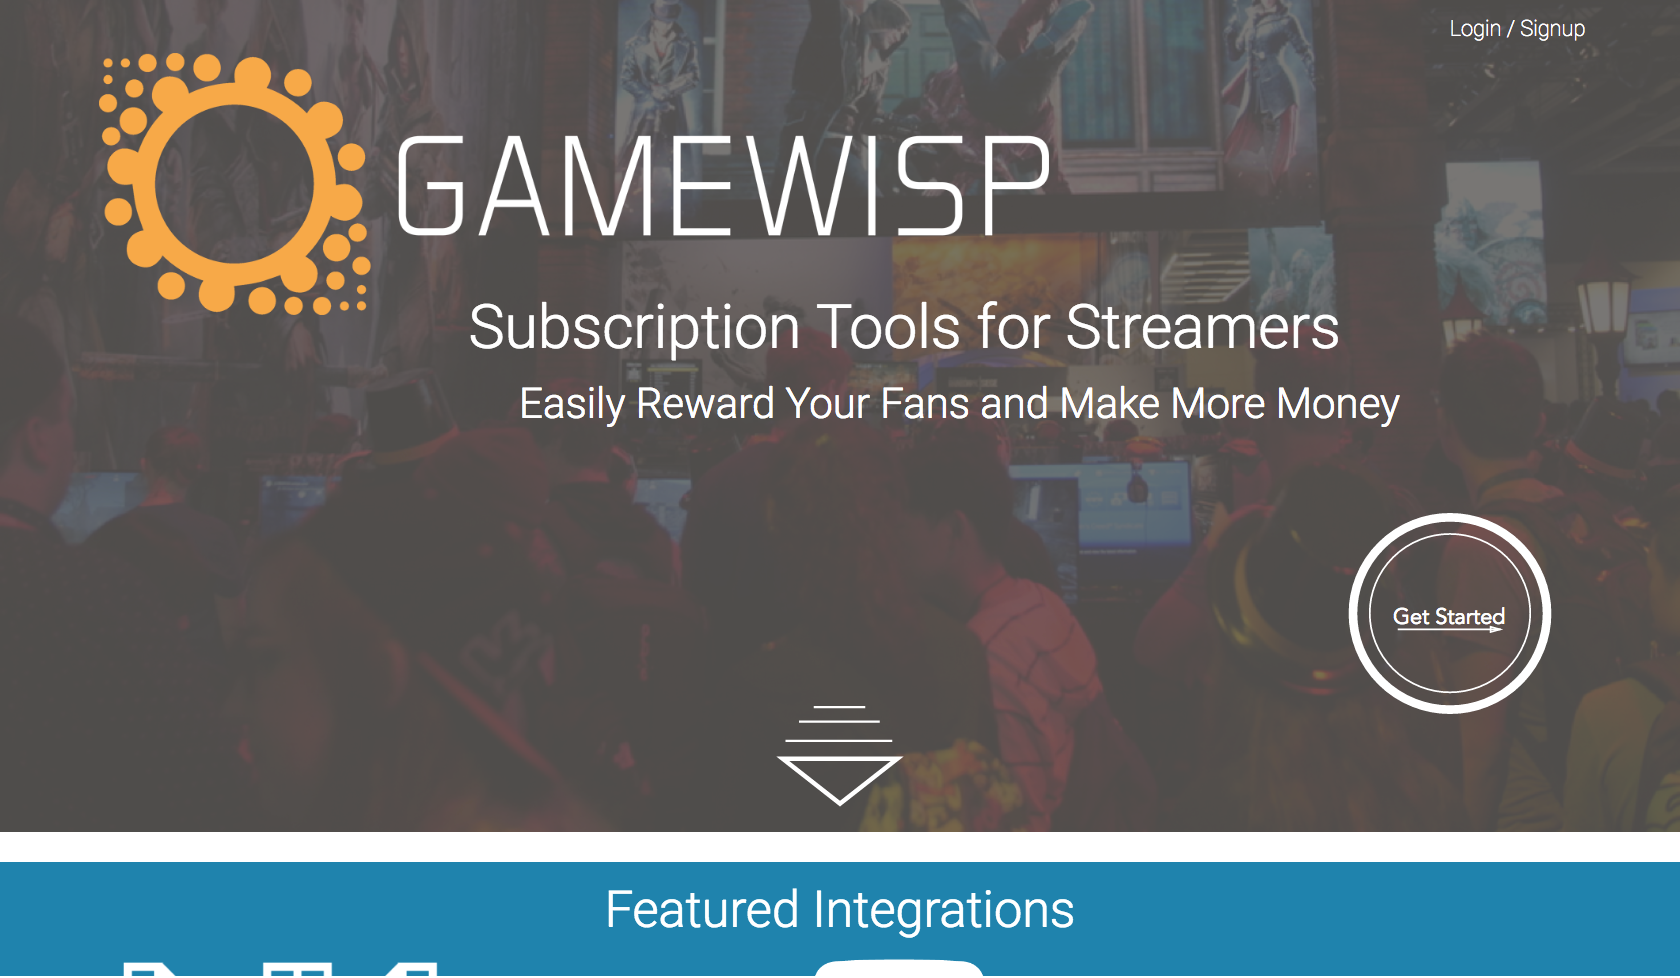 Login / Signup
GAMEWISP
Subscription Tools for Streamers
Easily Reward Your Fans and Make More Money
Get Started
Featured Integrations